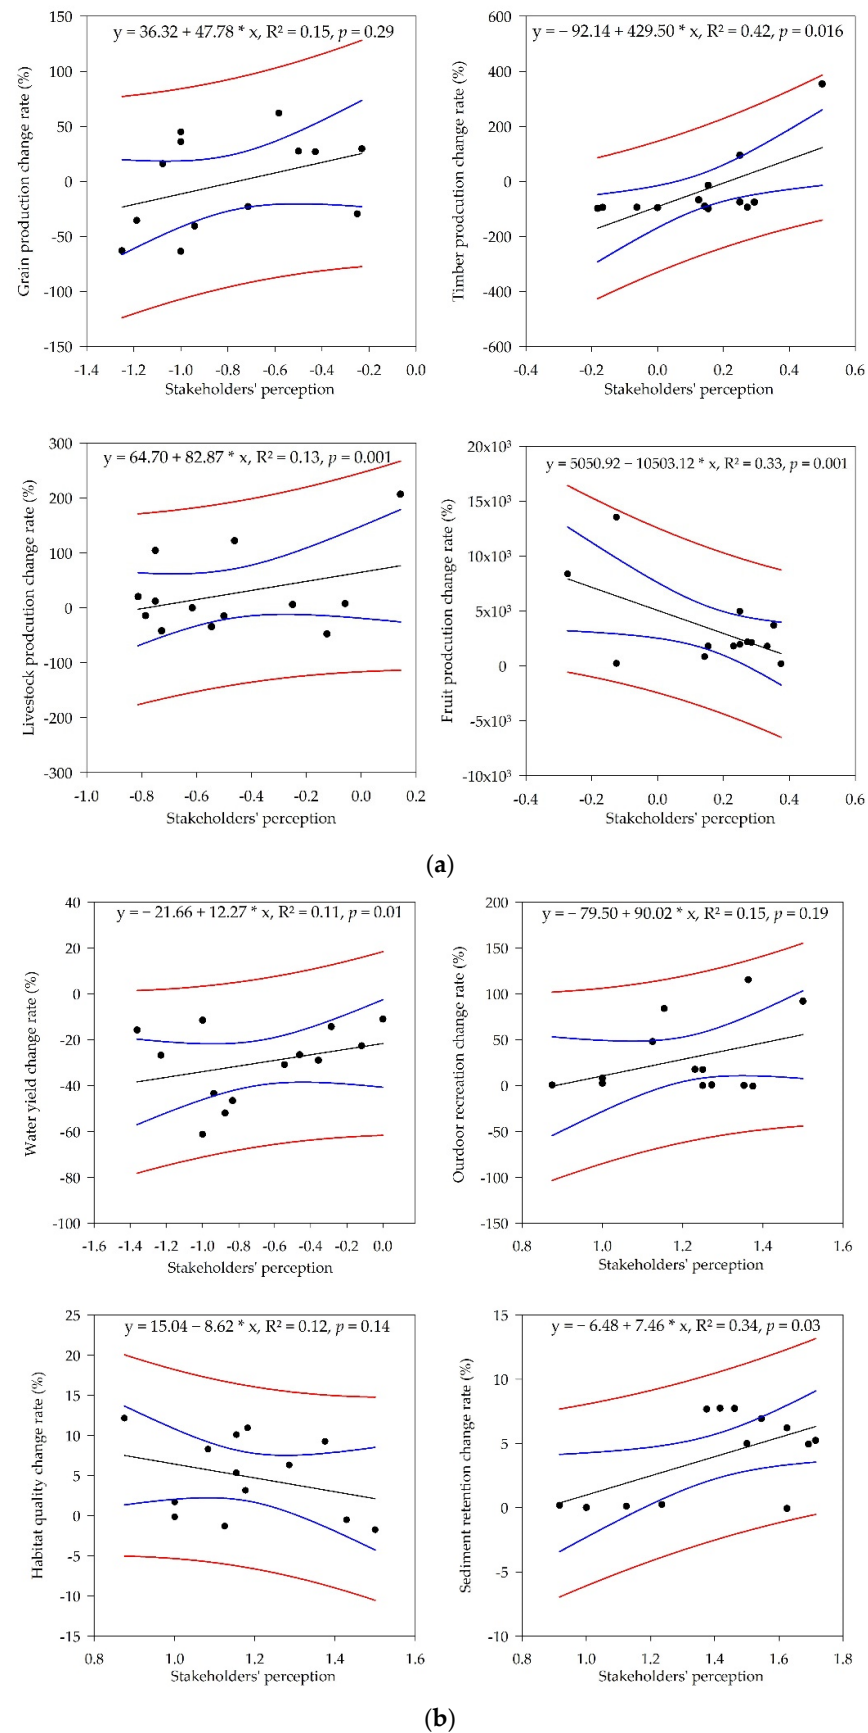 y = 36.32 + 47.78 * x, R² = 0.15, p = 0.29
Grain production change rate (%)
150
100
50
0
-50
-100
-150
-1.4 -1.2 -1.0 -0.8 -0.6 -0.4 -0.2 0.0
Stakeholders' perception
y = − 92.14 + 429.50 * x, R² = 0.42, p = 0.016
Timber prodcution change rate (%)
600
400
200
0
-200
-400
-600
-0.4 -0.2 0.0 0.2 0.4 0.6
Stakeholders' perception
y = 64.70 + 82.87 * x, R² = 0.13, p = 0.001
Livestock prodcution change rate (%)
300
200
100
0
-100
-200
-300
-1.0 -0.8 -0.6 -0.4 -0.2 0.0 0.2
Stakeholders' perception
y = 5050.92 − 10503.12 * x, R² = 0.33, p = 0.001
Fruit prodcution change rate (%)
20x10³
15x10³
10x10³
5x10³
0
-5x10³
-10x10³
-0.4 -0.2 0.0 0.2 0.4 0.6
Stakeholders' perception
(a)
y = − 21.66 + 12.27 * x, R² = 0.11, p = 0.01
Water yield change rate (%)
40
20
0
-20
-40
-60
-80
-100
-1.6 -1.4 -1.2 -1.0 -0.8 -0.6 -0.4 -0.2 0.0
Stakeholders' perception
y = − 79.50 + 90.02 * x, R² = 0.15, p = 0.19
Ourdoor recreation change rate (%)
200
150
100
50
0
-50
-100
-150
0.8 1.0 1.2 1.4 1.6
Stakeholders' perception
y = 15.04 − 8.62 * x, R² = 0.12, p = 0.14
Habitat quality change rate (%)
25
20
15
10
5
0
-5
-10
-15
0.8 1.0 1.2 1.4 1.6
Stakeholders' perception
y = − 6.48 + 7.46 * x, R² = 0.34, p = 0.03
Sediment retention change rate (%)
15
10
5
0
-5
-10
0.8 1.0 1.2 1.4 1.6 1.8
Stakeholders' perception
(b)